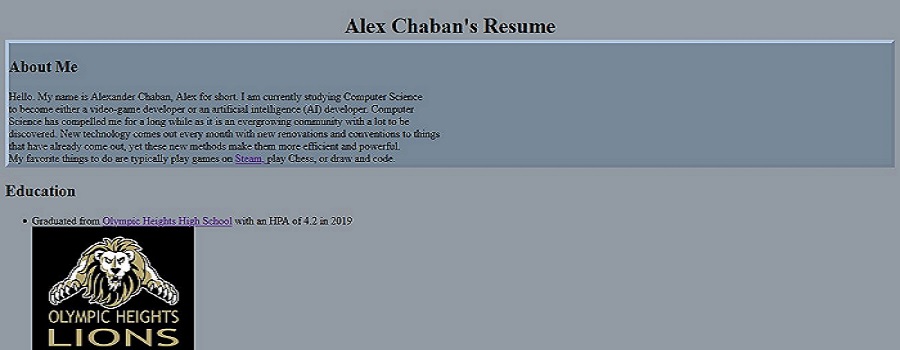 Alex Chaban's Resume
About Me
Hello. My name is Alexander Chaban, Alex for short. I am currently studying Computer Science
to become either a video-game developer or an artificial intelligence (AI) developer. Computer
Science has compelled me for a long while as it is an evergrowing community with a lot to be
discovered. New technology comes out every month with new renovations and conventions to things
that have already come out, yet these new methods make them more efficient and powerful.
My favorite things to do are typically play games on Steam, play Chess, or draw and code.
Education
• Graduated from Olympic Heights High School with an HPA of 4.2 in 2019
OLYMPIC HEIGHTS
LIONS